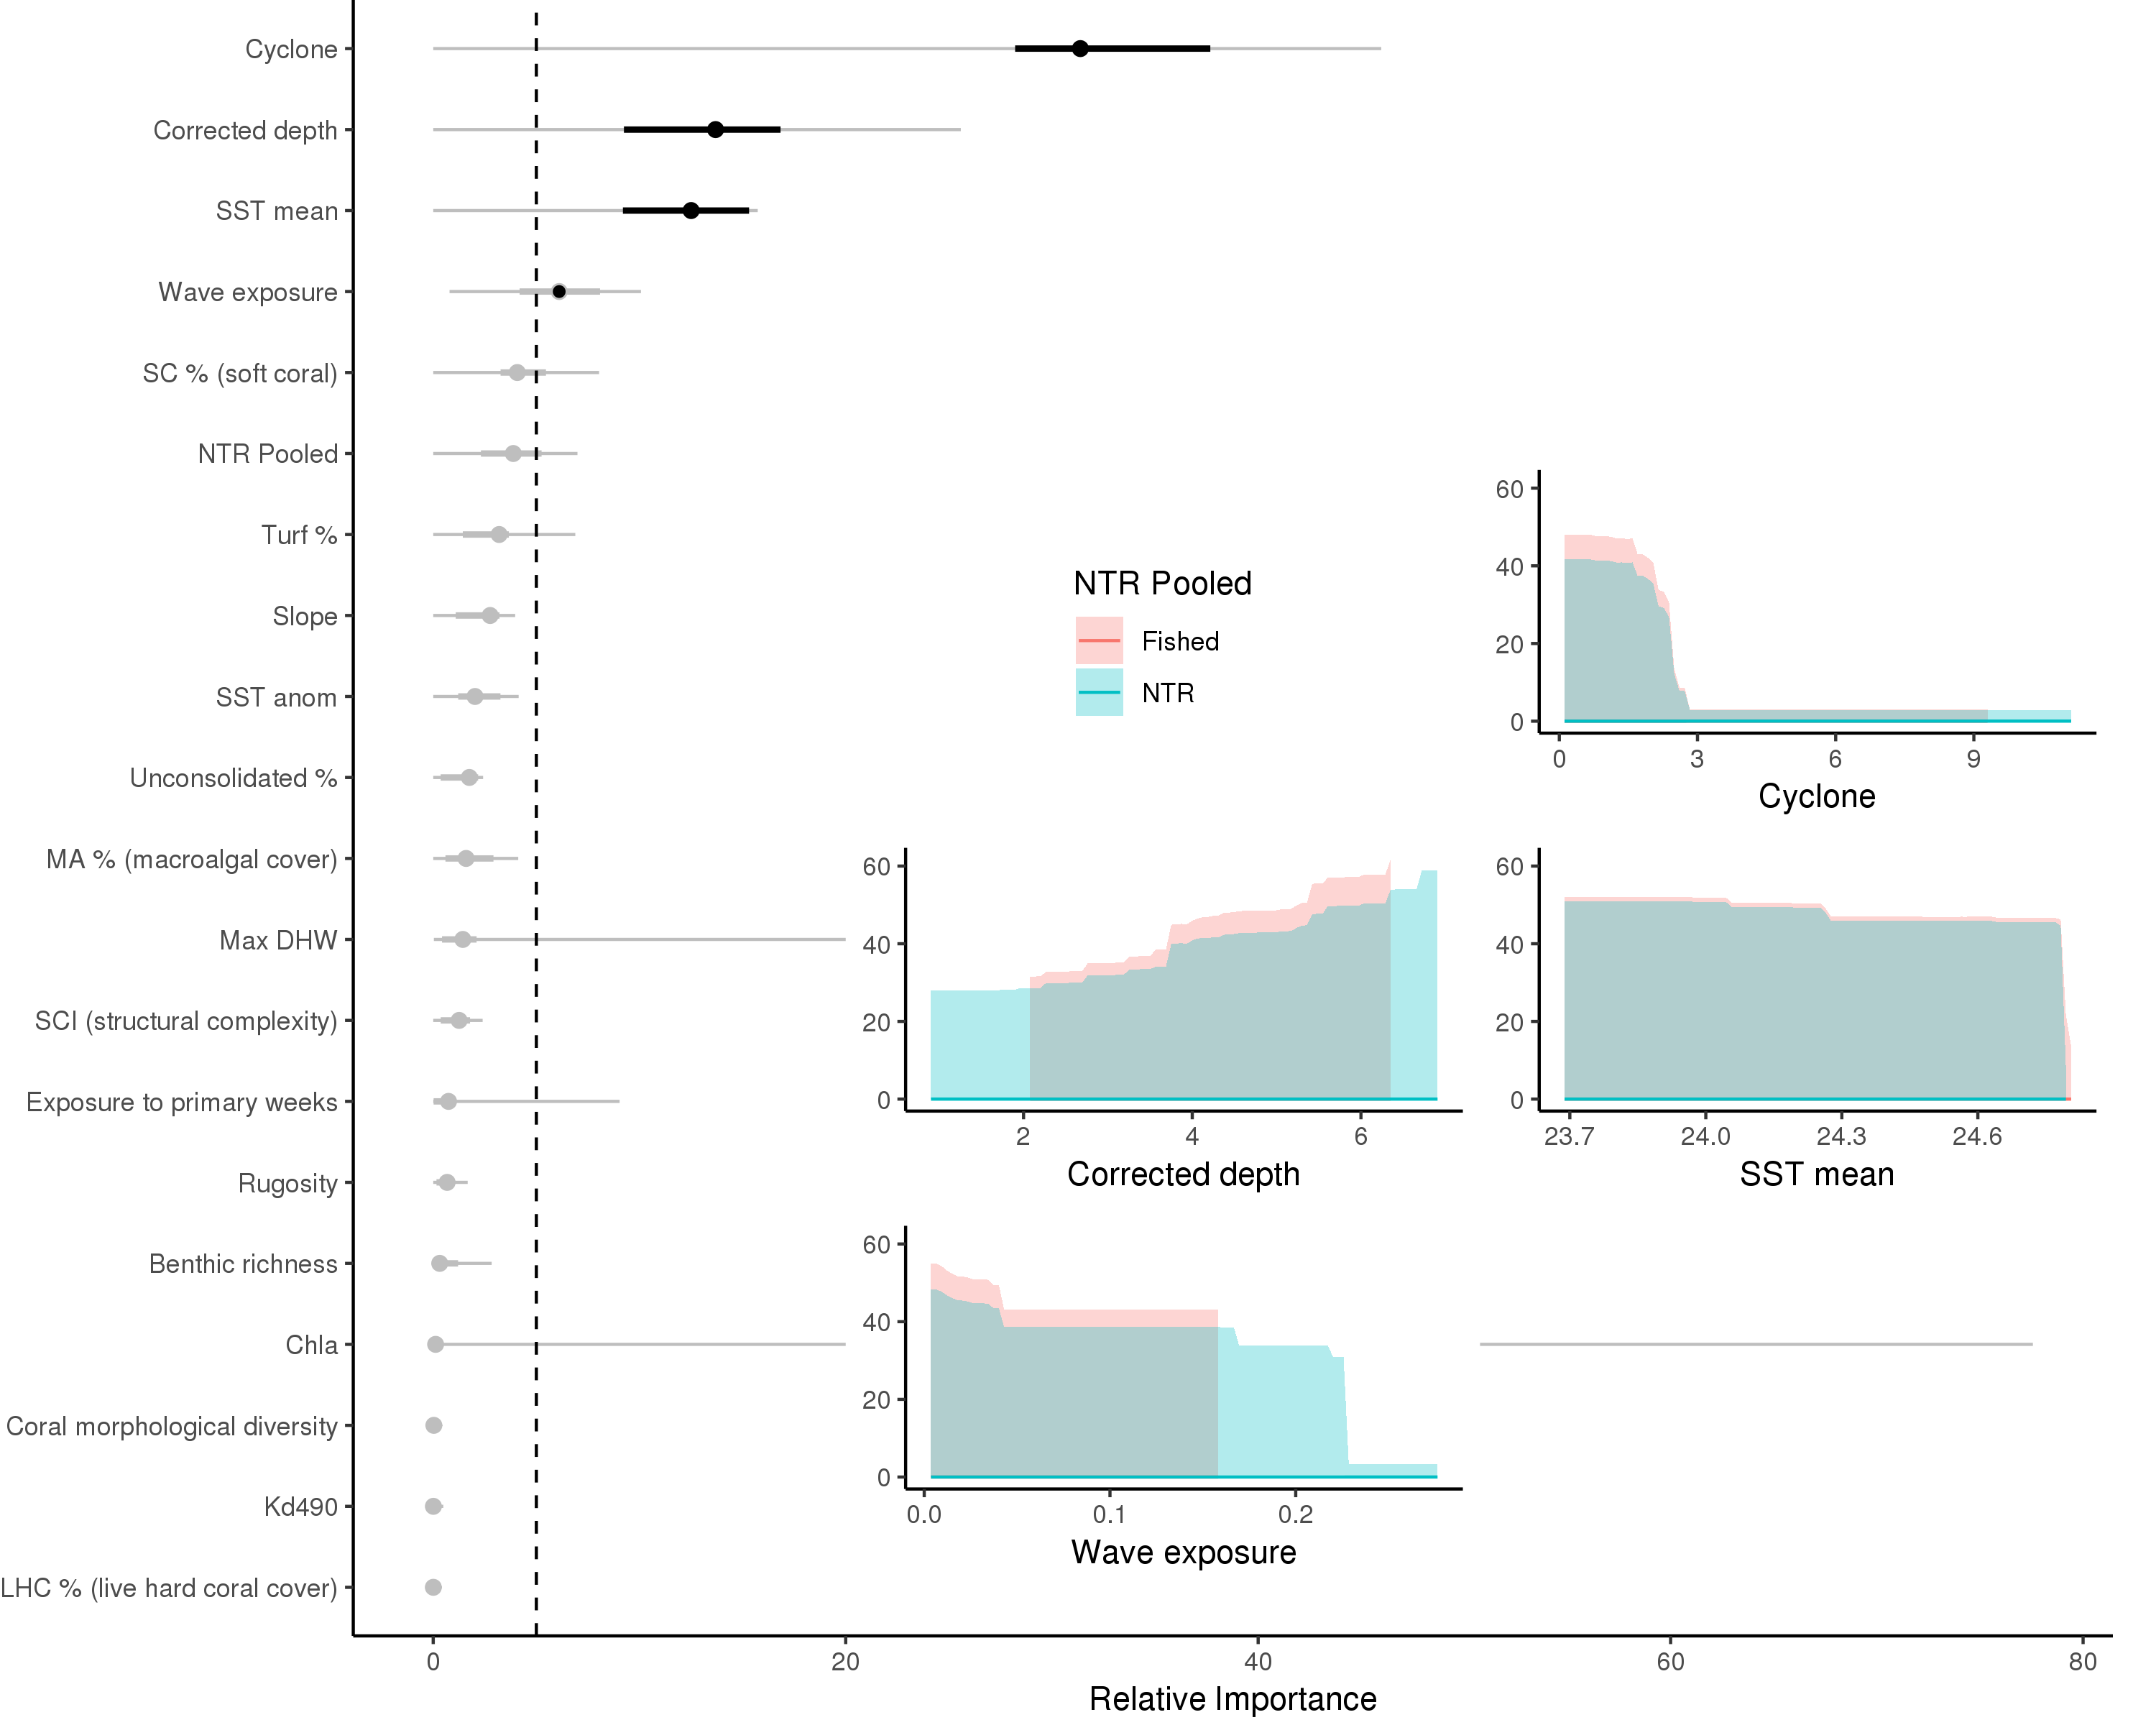 Cyclone
Corrected depth
SST mean
Wave exposure
SC % (soft coral)
NTR Pooled
Turf %
Slope
SST anom
Unconsolidated %
MA % (macroalgal cover)
Max DHW
SCI (structural complexity)
Exposure to primary weeks
Rugosity
Benthic richness
Chla
Coral morphological diversity
Kd490
LHC % (live hard coral cover)
0 20 40 60 80
Relative Importance
NTR Pooled
Fished
NTR
60
40
20
0
0 3 6 9
Cyclone
60
40
20
0
2 4 6
Corrected depth
60
40
20
0
23.7 24.0 24.3 24.6
SST mean
60
40
20
0
0.0 0.1 0.2
Wave exposure